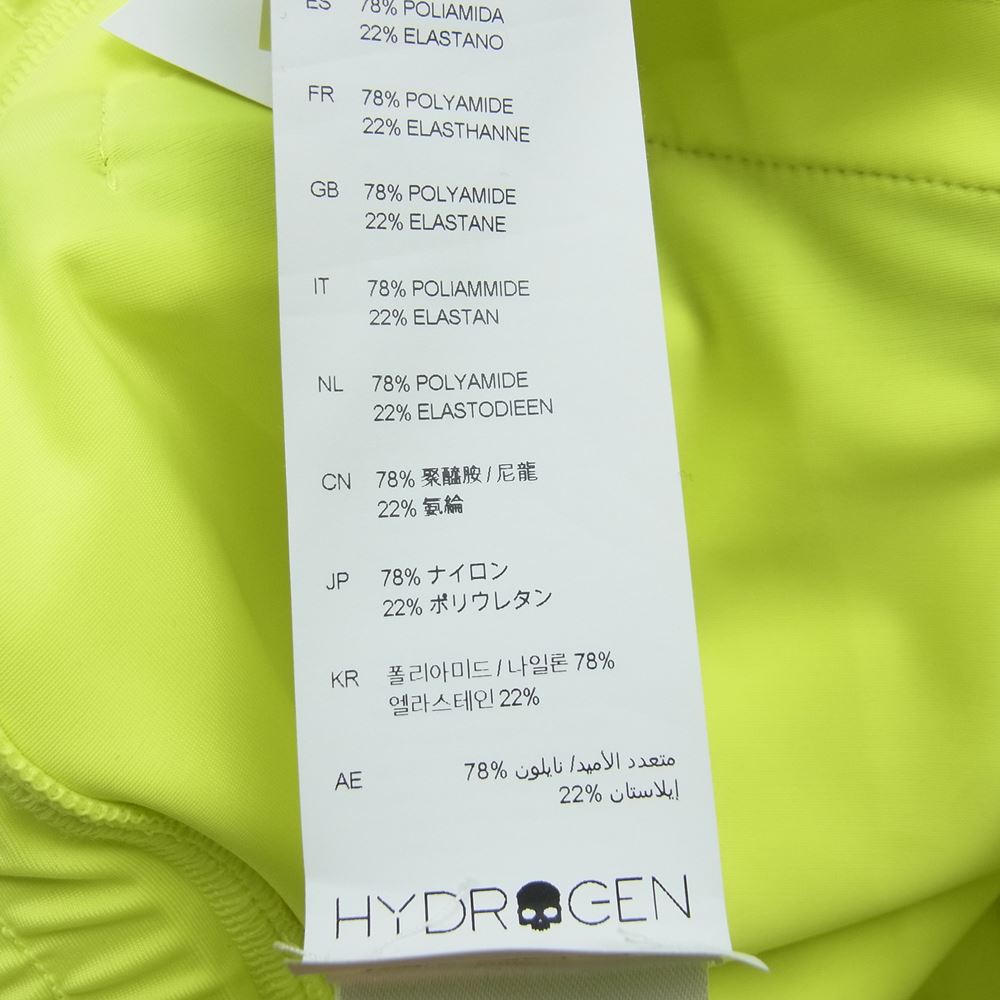 ES 78% POLIAMIDA
22% ELASTANO
FR 78% POLYAMIDE
22% ELASTHANNE
GB 78% POLYAMIDE
22% ELASTANE
IT 78% POLIAMMIDE
22% ELASTAN
NL 78% POLYAMIDE
22% ELASTODIEEN
CN 78% 聚醯胺 / 尼龍
22% 氨綸
JP 78% ナイロン
22% ポリウレタン
KR 폴리아미드 / 나일론 78%
엘라스테인 22%
AE متعدد الأميد/ نايلون 78%
إيلاستان 22%
HYDROGEN